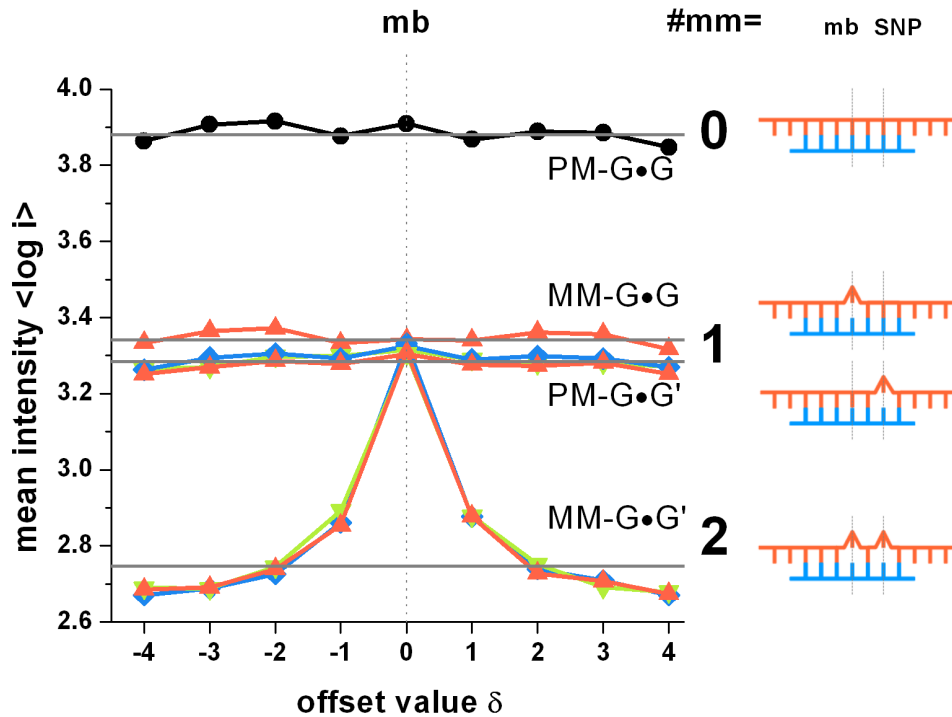 mb
#mm=
mb SNP
4.0
3.8
3.6
3.4
3.2
3.0
2.8
2.6
mean intensity <log i>
PM-G•G
0
MM-G•G
1
PM-G•G'
MM-G•G'
2
-4 -3 -2 -1 0 1 2 3 4
offset value δ